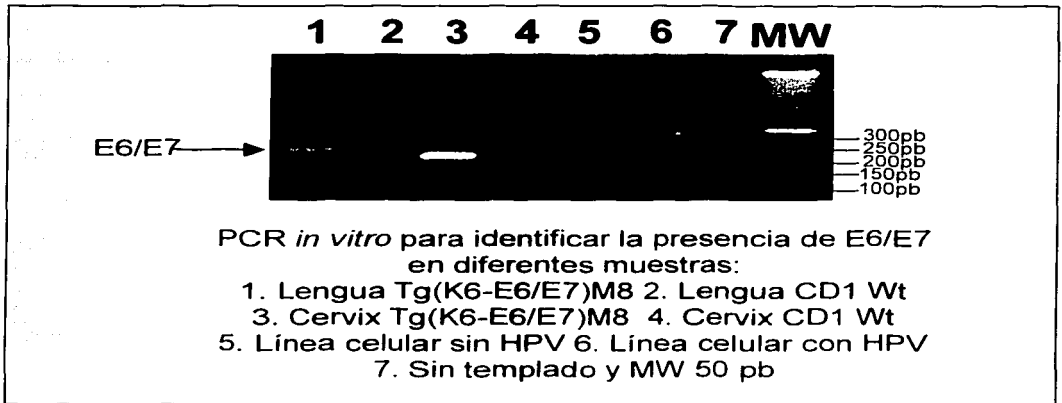 1 2 3 4 5 6 7 MW
E6/E7
300pb
250pb
200pb
150pb
100pb
PCR in vitro para identificar la presencia de E6/E7
en diferentes muestras:
1. Lengua Tg(K6-E6/E7)M8 2. Lengua CD1 Wt
3. Cervix Tg(K6-E6/E7)M8 4. Cervix CD1 Wt
5. Línea celular sin HPV 6. Línea celular con HPV
7. Sin templado y MW 50 pb